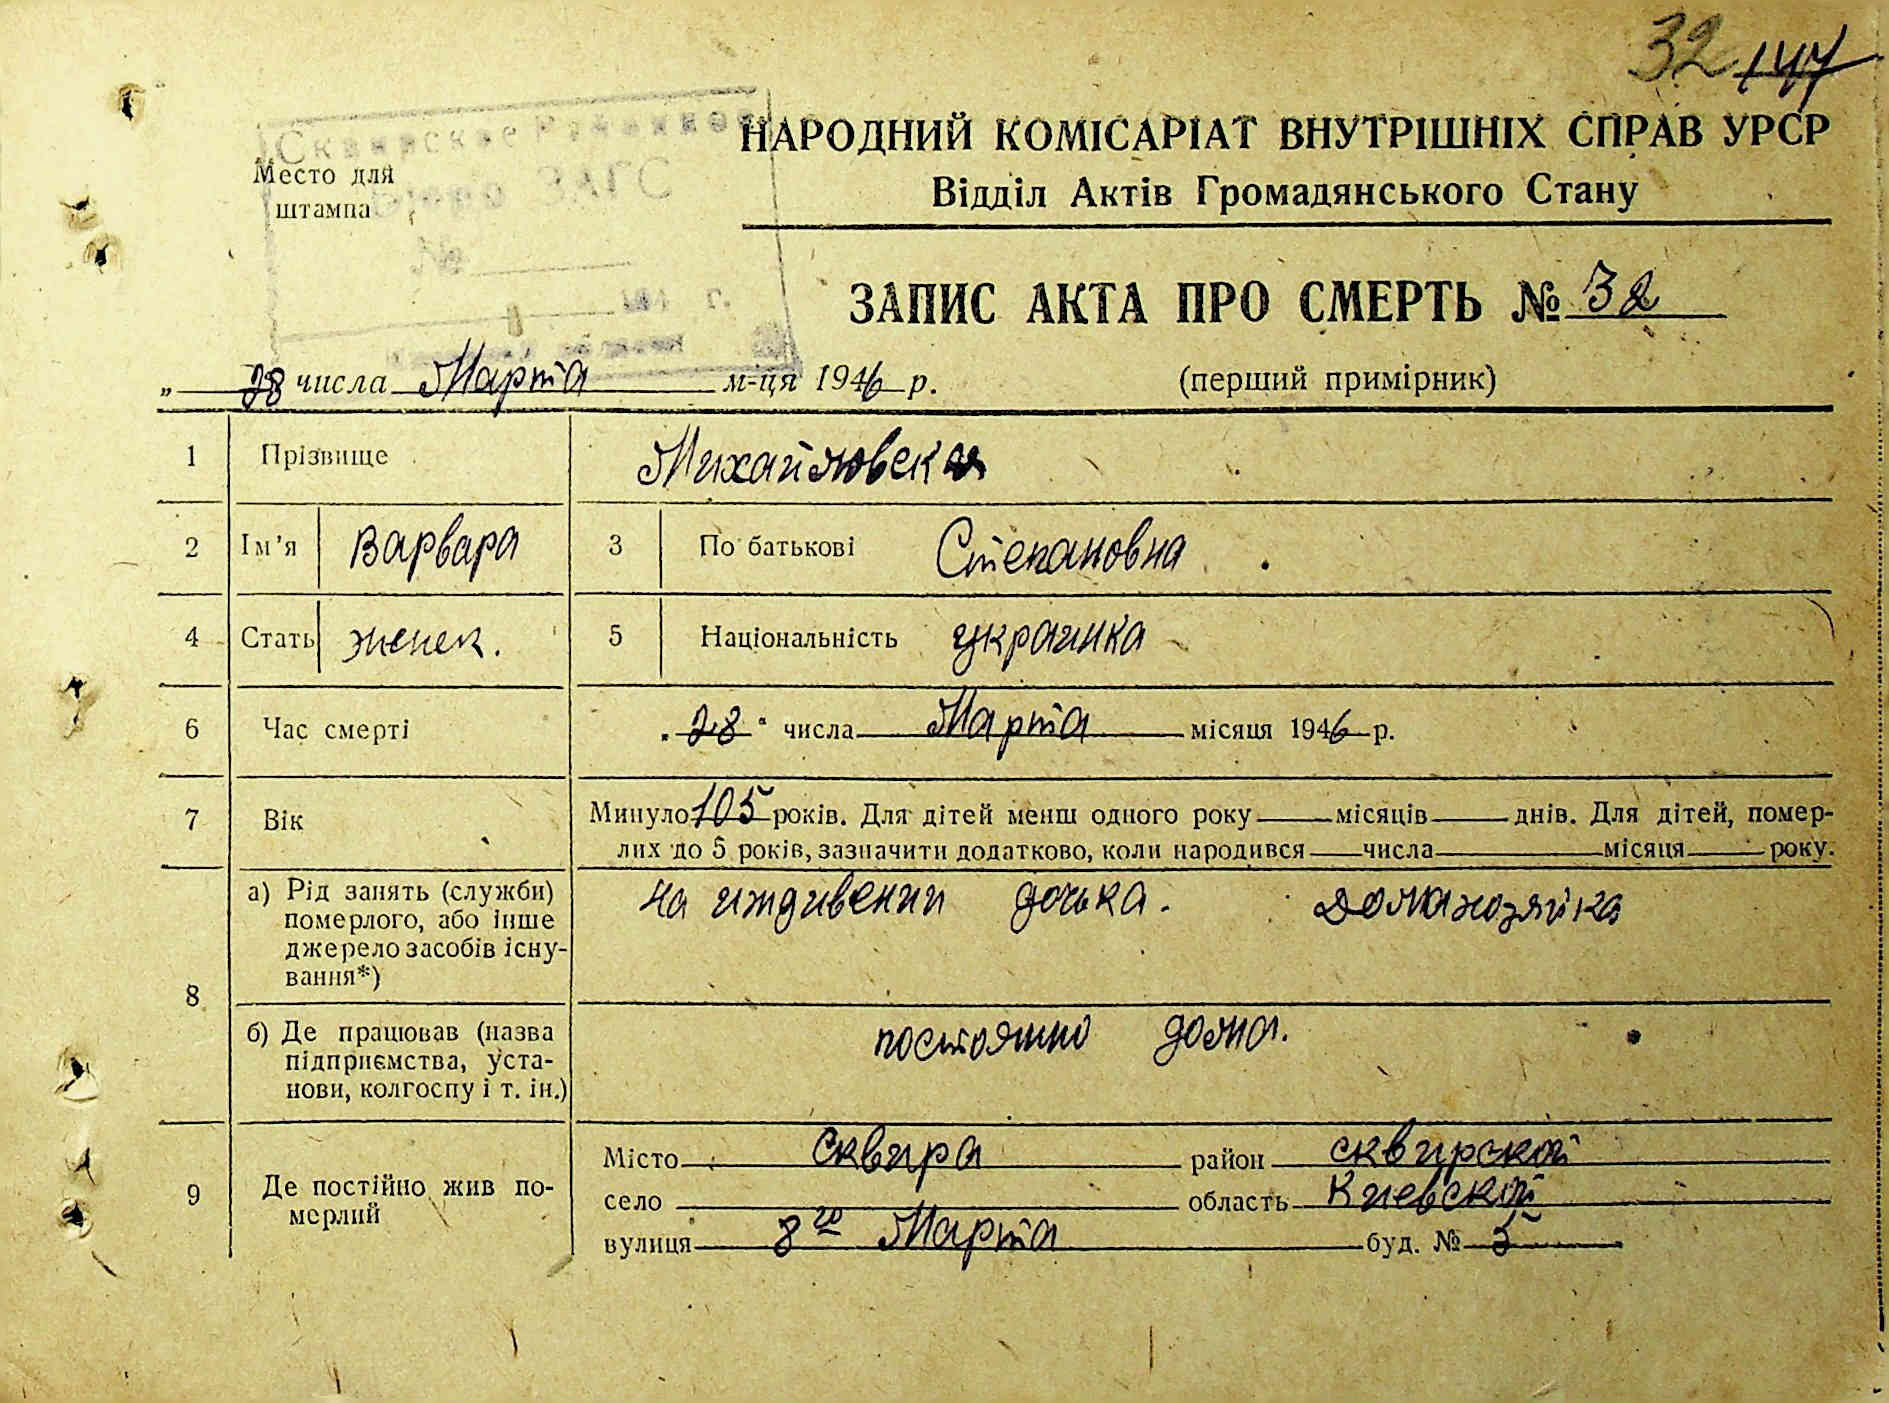 32 147
Сквирское Районное
Бюро ЗАГС
№
Место для
штампа
НАРОДНИЙ КОМІСАРІАТ ВНУТРІШНІХ СПРАВ УРСР
Відділ Актів Громадянського Стану
ЗАПИС АКТА ПРО СМЕРТЬ № 32
„ 28 числа Марта м-ця 1946 р.
(перший примірник)
1 Прізвище Михайловская
2 Ім'я Варвара 3 По батькові Степановна
4 Стать женск. 5 Національність украинка
6 Час смерті „28" числа Марта місяця 1946 р.
7 Вік Минуло 105 років. Для дітей менш одного року місяців днів. Для дітей, помер-
лих до 5 років, зазначити додатково, коли народився числа місяця року.
8 а) Рід занять (служби)
померлого, або інше
джерело засобів існу-
вання*)
на иждивении дочька. Домахозяйка
б) Де працював (назва
підприємства, уста-
нови, колгоспу і т. ін.)
постоянно дома.
9 Де постійно жив по-
мерлий
Місто Сквира район сквирской
село область Киевской
вулиця 8го Марта буд. № 5